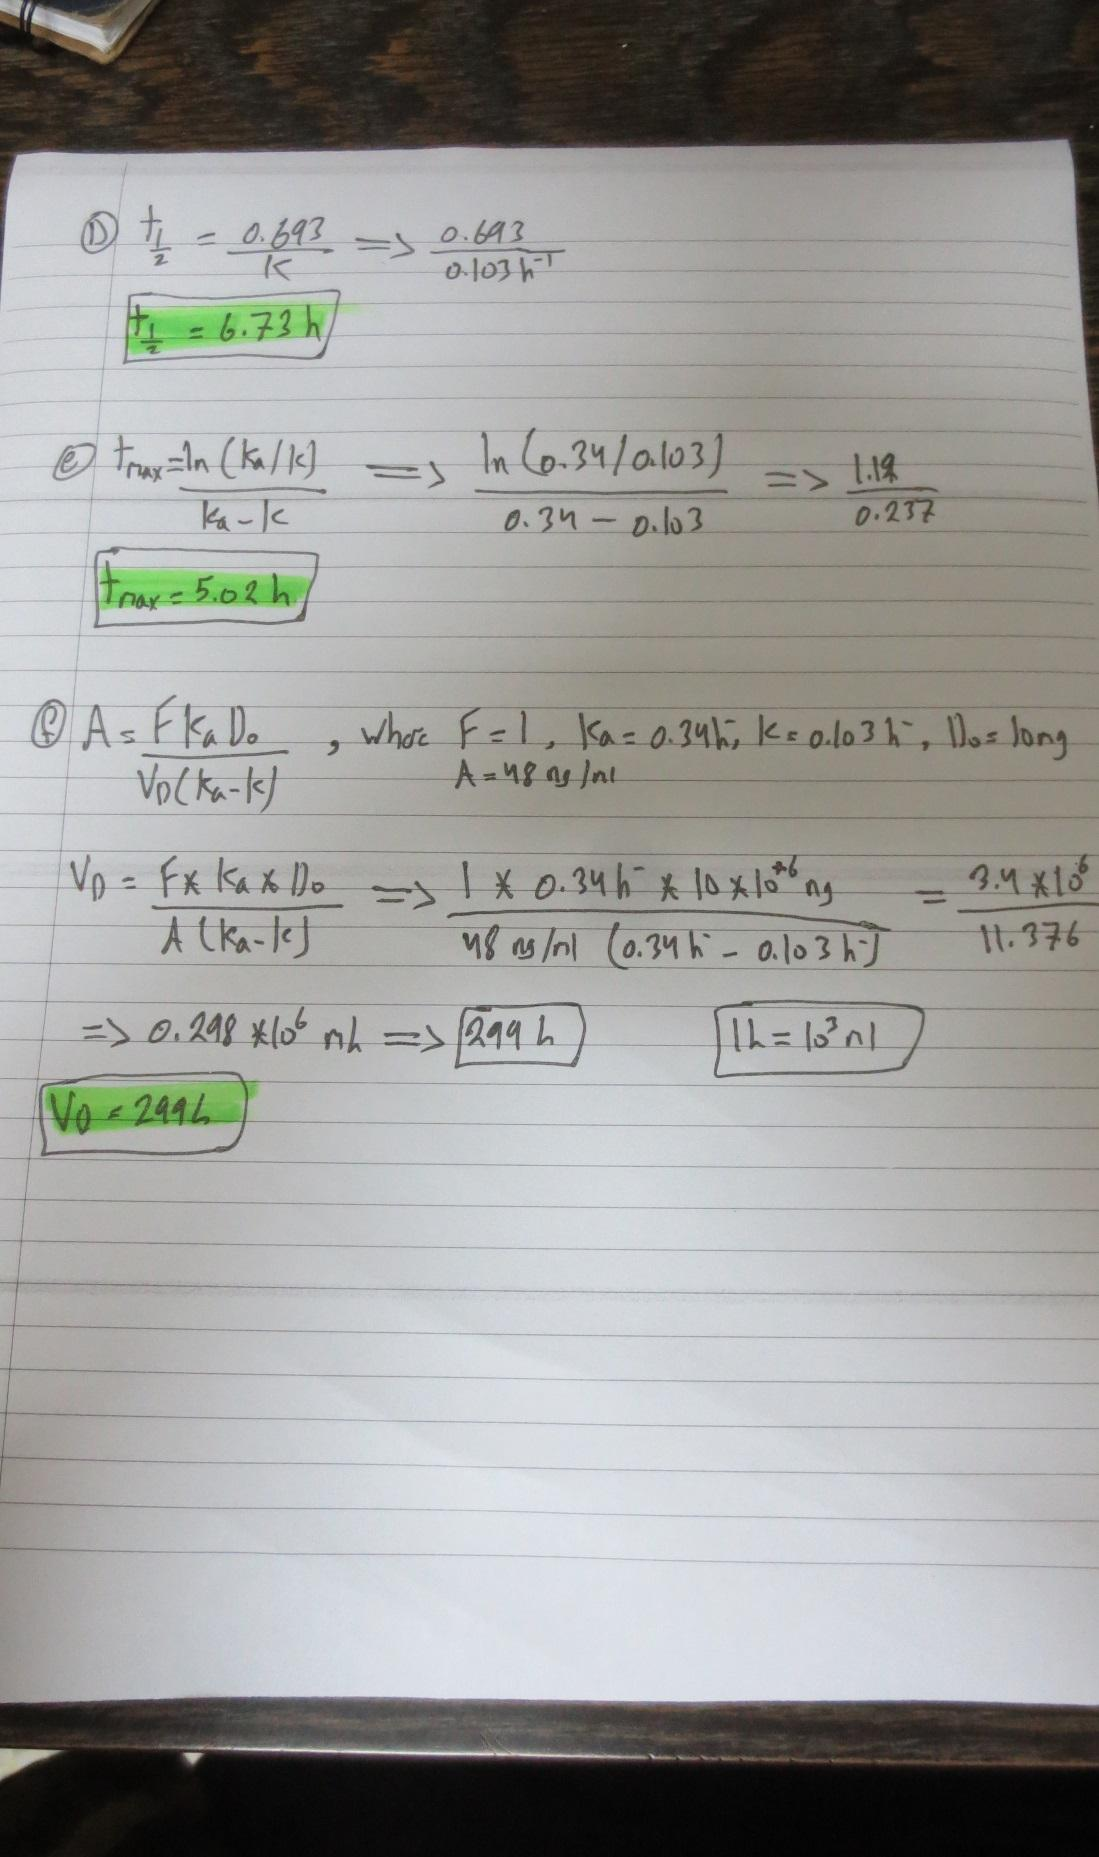 Ⓓ t½ = 0.693/K => 0.693/0.103 h⁻¹
t½ = 6.73 h
ⓔ tmax = ln (ka/k)/ka-k => ln (0.34/0.103)/0.34 - 0.103 => 1.19/0.237
tmax = 5.02 h
ⓕ A = F ka D₀/VD(ka-k) , where F = 1, Ka = 0.34h⁻, K = 0.103 h⁻, D₀ = 10mg
A = 48 ng/ml
VD = F* ka * D₀/A (ka-k) => 1 * 0.34 h⁻ * 10 * 10⁺⁶ ng/48 ng/ml (0.34 h⁻ - 0.103 h⁻) = 3.4 * 10⁶/11.376
=> 0.298 * 10⁶ mL => 299 L 1L = 10³ ml
VD = 299L